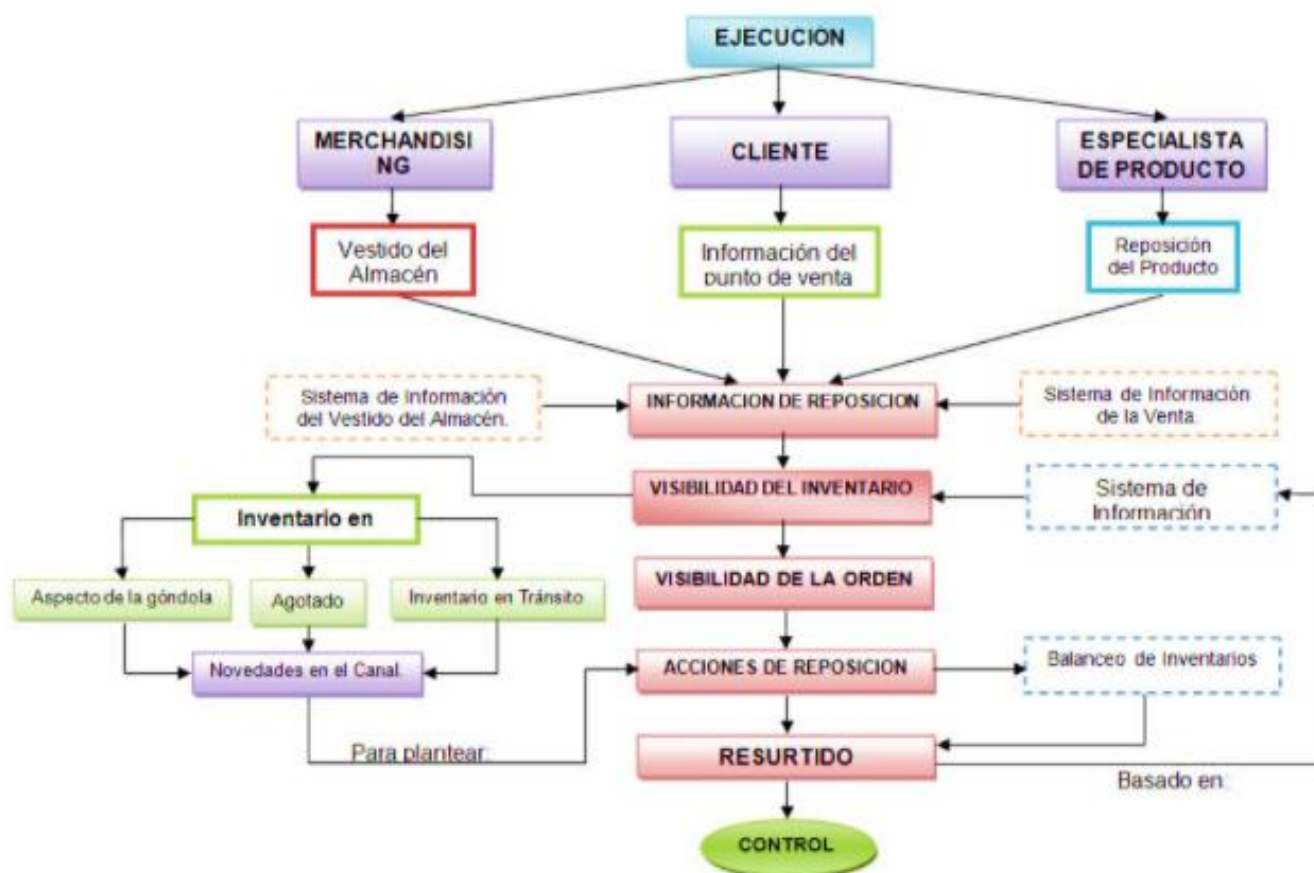 EJECUCIÓN
MERCHANDISI
NG
CLIENTE
ESPECIALISTA
DE PRODUCTO
Vestido del
Almacén
Información del
punto de venta
Reposición
del Producto
Sistema de Información
del Vestido del Almacén.
INFORMACION DE REPOSICION
Sistema de Información
de la Venta.
VISIBILIDAD DEL INVENTARIO
Sistema de
Información
Inventario en
VISIBILIDAD DE LA ORDEN
Aspecto de la góndola
Agotado
Inventario en Tránsito
Novedades en el Canal.
ACCIONES DE REPOSICION
Balanceo de Inventarios
Para plantear:
RESURTIDO
Basado en:
CONTROL